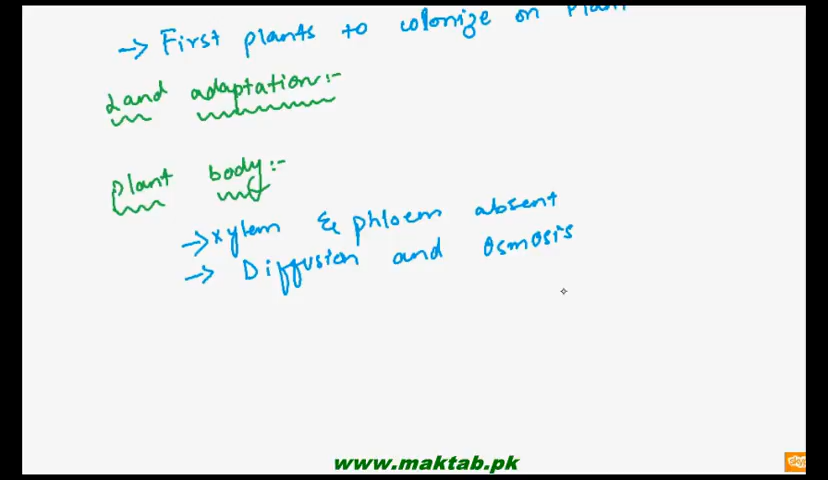 → First plants to colonize on
Land adaptation:-
Plant body:-
→ xylem & phloem absent
→ Diffusion and osmosis
www.maktab.pk